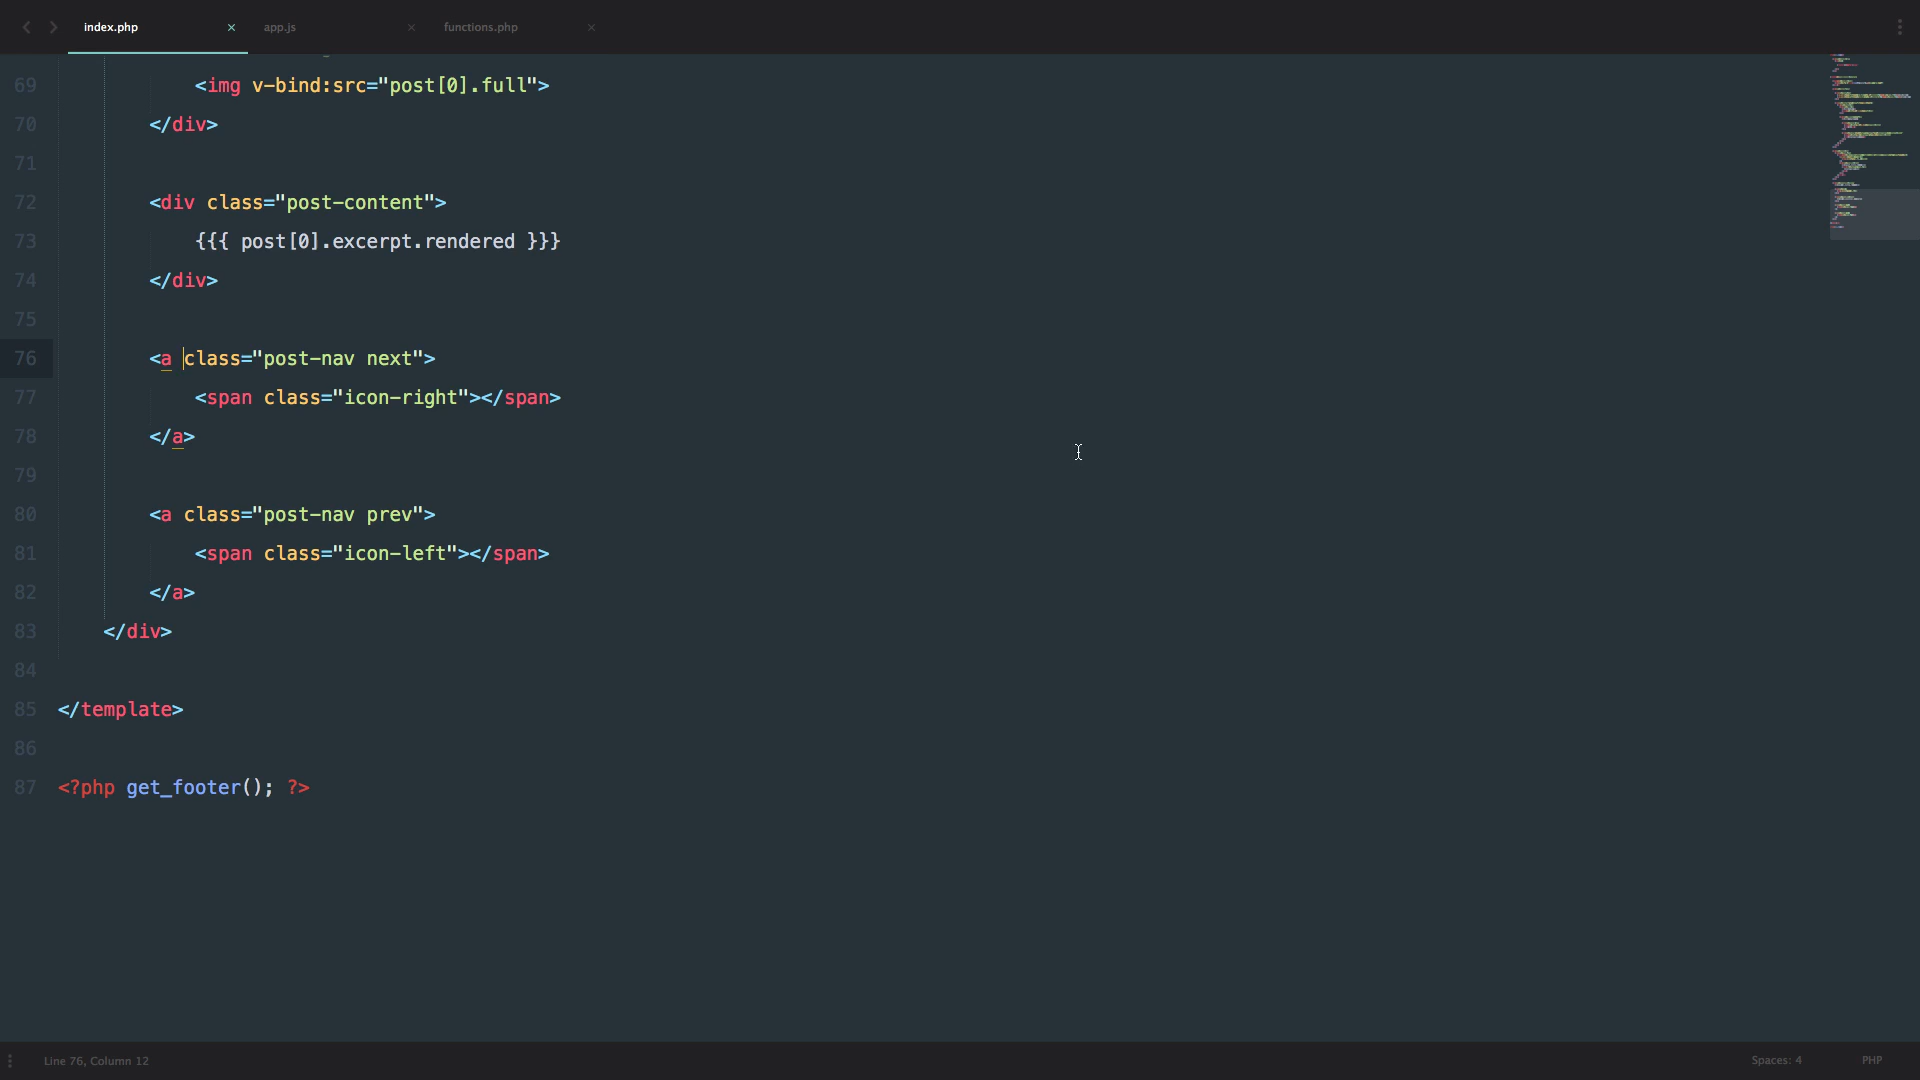 index.php × app.js × functions.php ×
69 <img v-bind:src="post[0].full">
70 </div>
71
72 <div class="post-content">
73 {{{ post[0].excerpt.rendered }}}
74 </div>
75
76 <a class="post-nav next">
77 <span class="icon-right"></span>
78 </a>
79
80 <a class="post-nav prev">
81 <span class="icon-left"></span>
82 </a>
83 </div>
84
85 </template>
86
87 <?php get_footer(); ?>
Line 76, Column 12 Spaces: 4 PHP